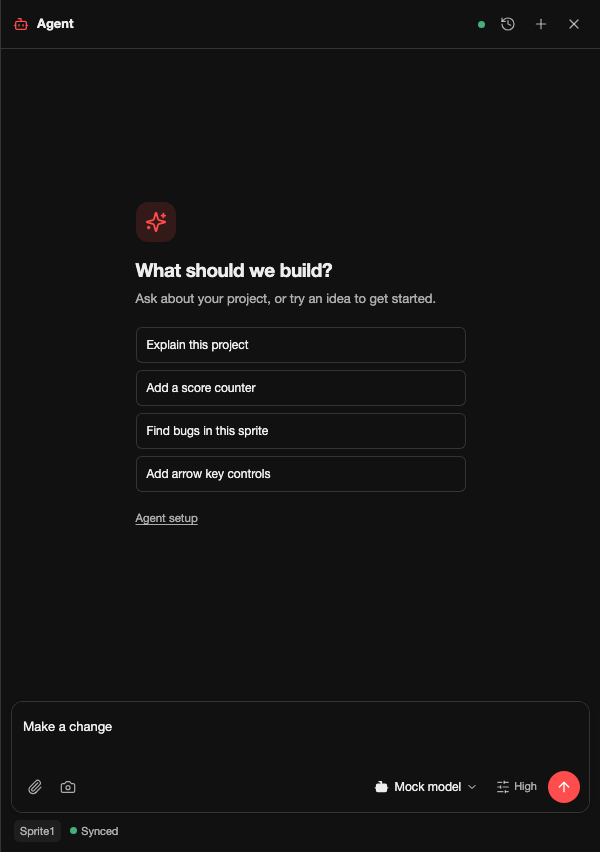 Agent
What should we build?
Ask about your project, or try an idea to get started.
Explain this project
Add a score counter
Find bugs in this sprite
Add arrow key controls
Agent setup
Make a change
Mock model High
Sprite1 Synced